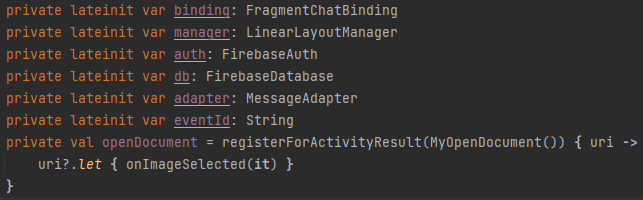 private lateinit var binding: FragmentChatBinding
private lateinit var manager: LinearLayoutManager
private lateinit var auth: FirebaseAuth
private lateinit var db: FirebaseDatabase
private lateinit var adapter: MessageAdapter
private lateinit var eventId: String
private val openDocument = registerForActivityResult(MyOpenDocument()) { uri ->
    uri?.let { onImageSelected(it) }
}